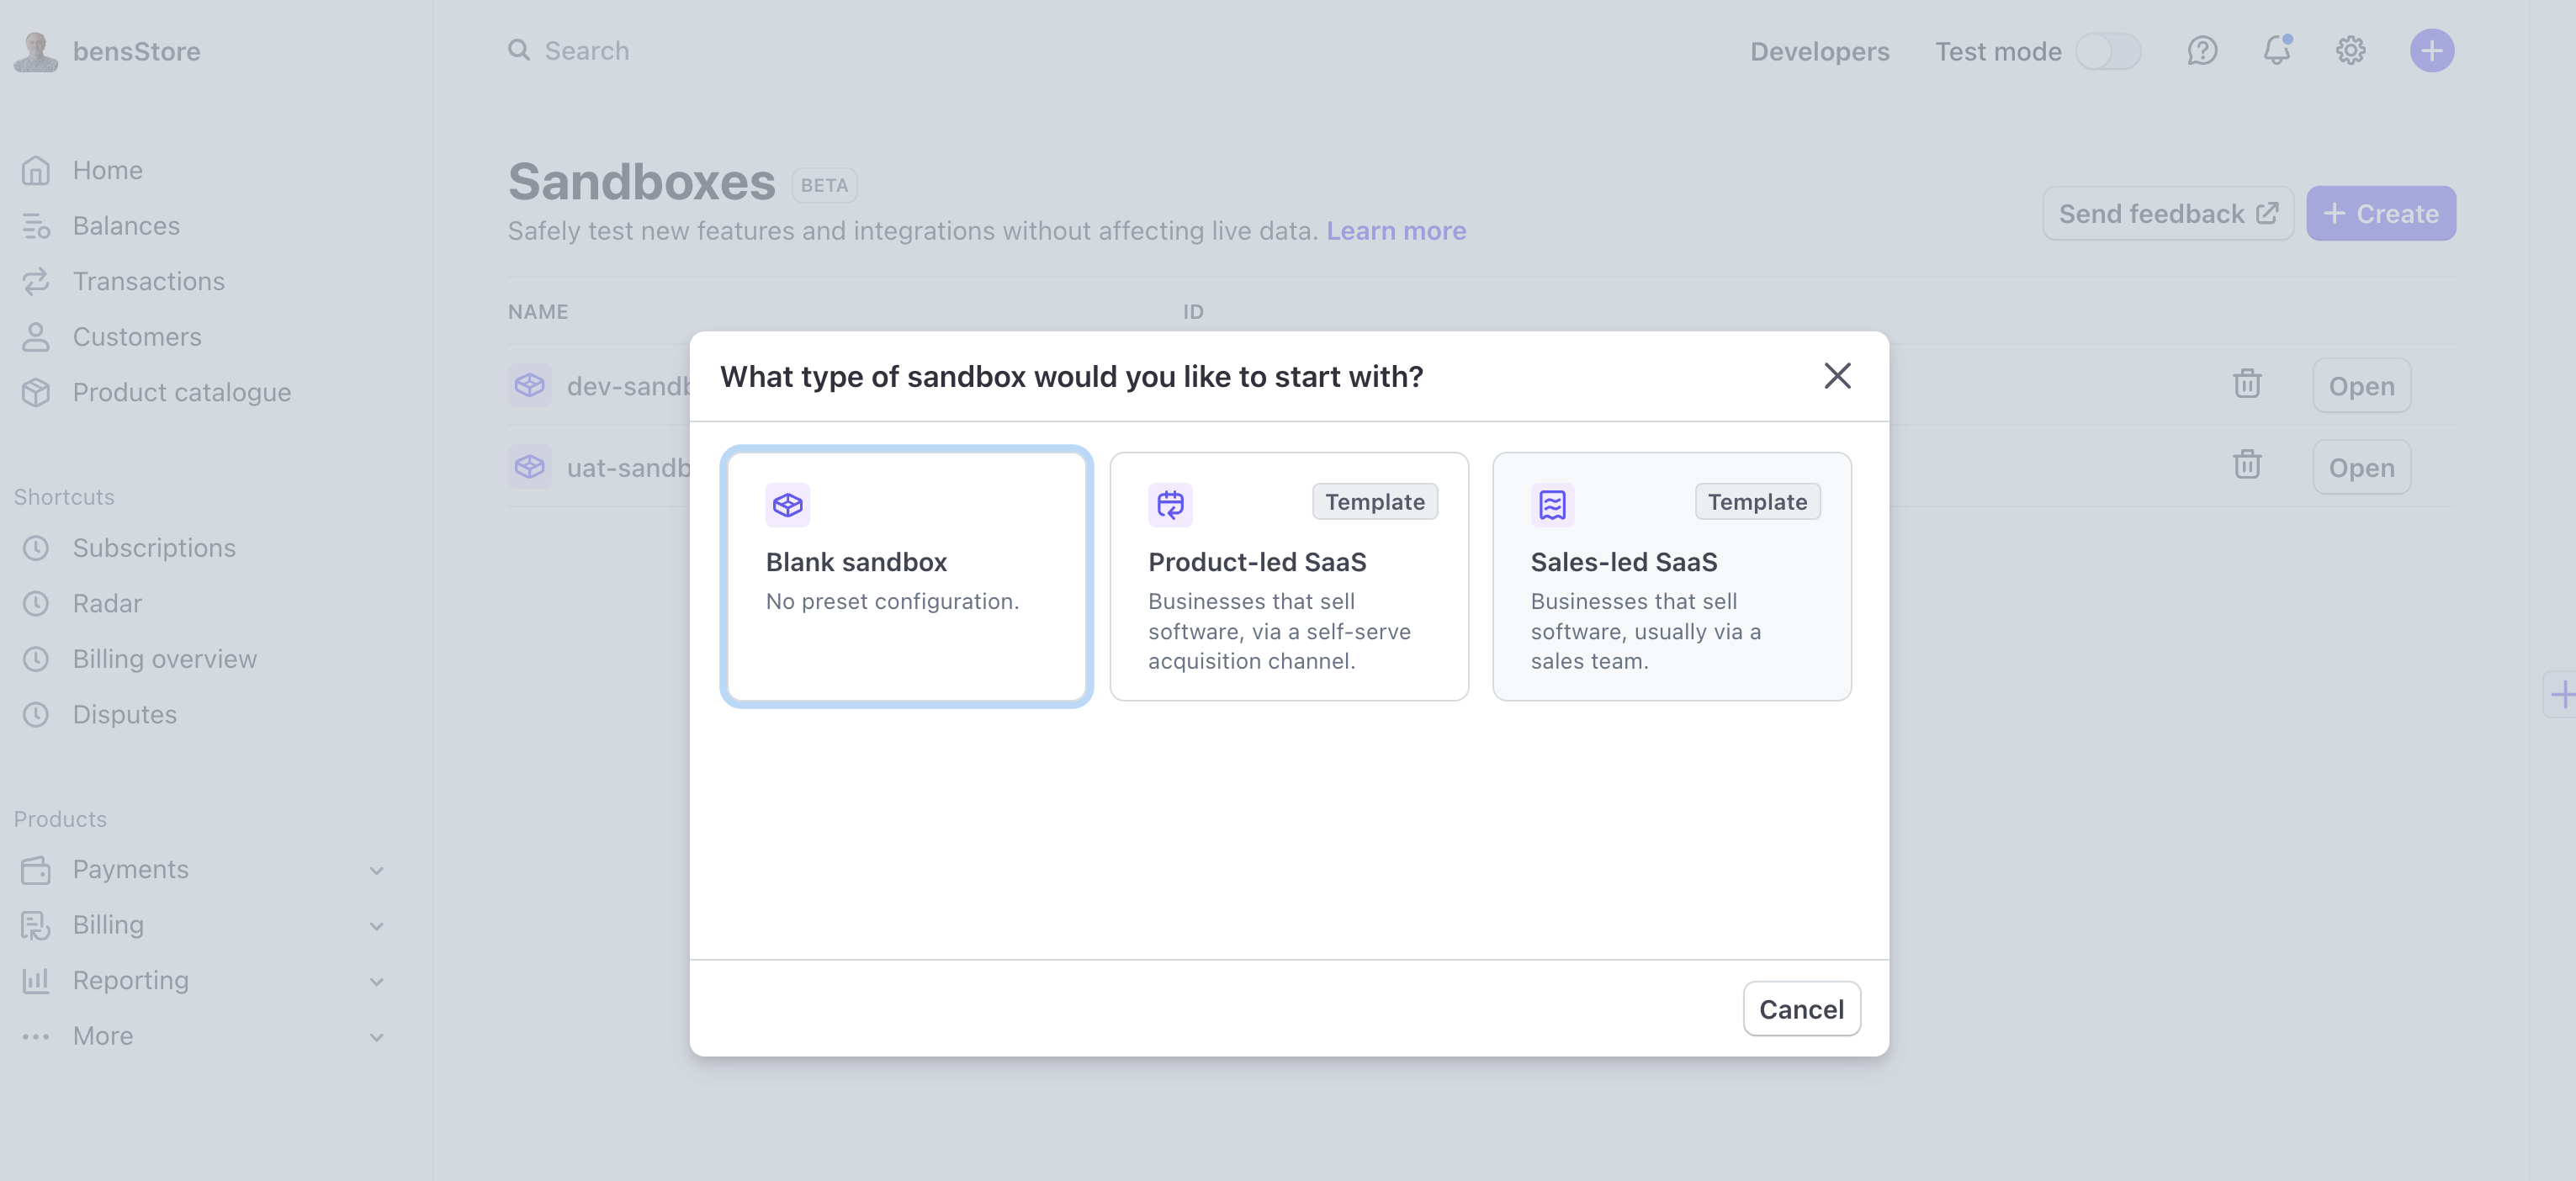 bensStore
Search
Developers
Test mode
Home
Balances
Transactions
Customers
Product catalogue
Shortcuts
Subscriptions
Radar
Billing overview
Disputes
Products
Payments
Billing
Reporting
More
Sandboxes BETA
Safely test new features and integrations without affecting live data. Learn more
Send feedback
+ Create
NAME
ID
dev-sandb
Open
uat-sandb
Open
What type of sandbox would you like to start with?
Blank sandbox
No preset configuration.
Template
Product-led SaaS
Businesses that sell
software, via a self-serve
acquisition channel.
Template
Sales-led SaaS
Businesses that sell
software, usually via a
sales team.
Cancel